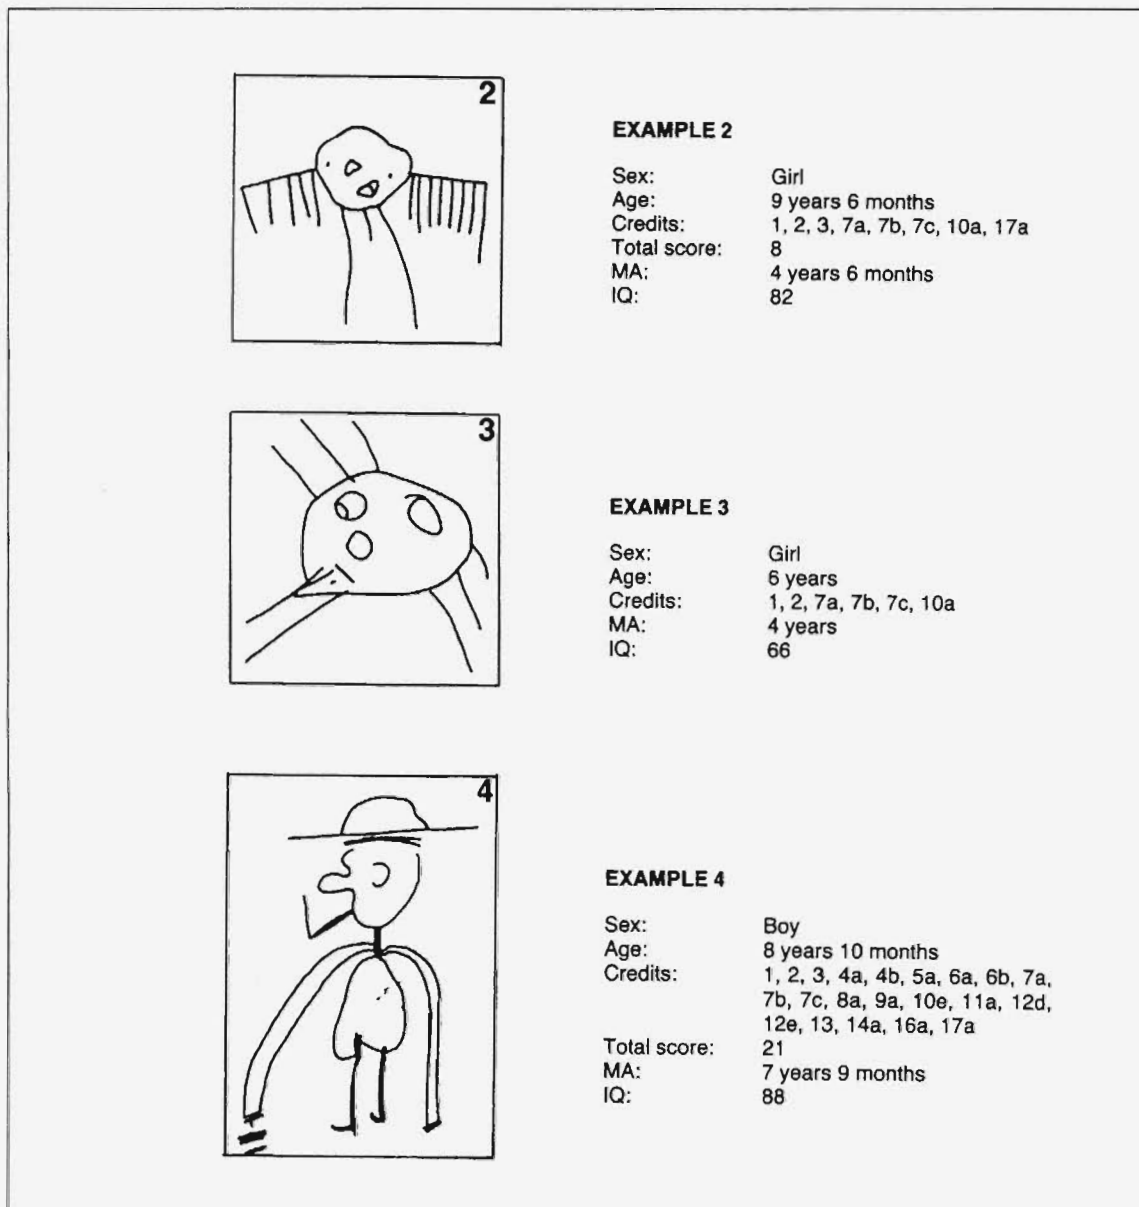 2
EXAMPLE 2
Sex: Girl
Age: 9 years 6 months
Credits: 1, 2, 3, 7a, 7b, 7c, 10a, 17a
Total score: 8
MA: 4 years 6 months
IQ: 82
3
EXAMPLE 3
Sex: Girl
Age: 6 years
Credits: 1, 2, 7a, 7b, 7c, 10a
MA: 4 years
IQ: 66
4
EXAMPLE 4
Sex: Boy
Age: 8 years 10 months
Credits: 1, 2, 3, 4a, 4b, 5a, 6a, 6b, 7a,
7b, 7c, 8a, 9a, 10e, 11a, 12d,
12e, 13, 14a, 16a, 17a
Total score: 21
MA: 7 years 9 months
IQ: 88